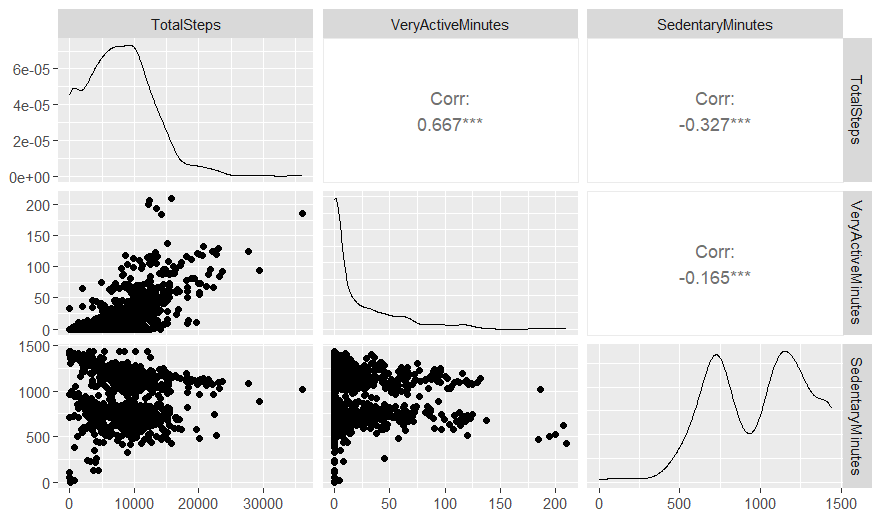 TotalSteps VeryActiveMinutes SedentaryMinutes
6e-05
4e-05
2e-05
0e+00
Corr:
0.667***
Corr:
-0.327***
TotalSteps
200
150
100
50
0
Corr:
-0.165***
VeryActiveMinutes
1500
1000
500
0
SedentaryMinutes
0 10000 20000 30000
0 50 100 150 200
0 500 1000 1500